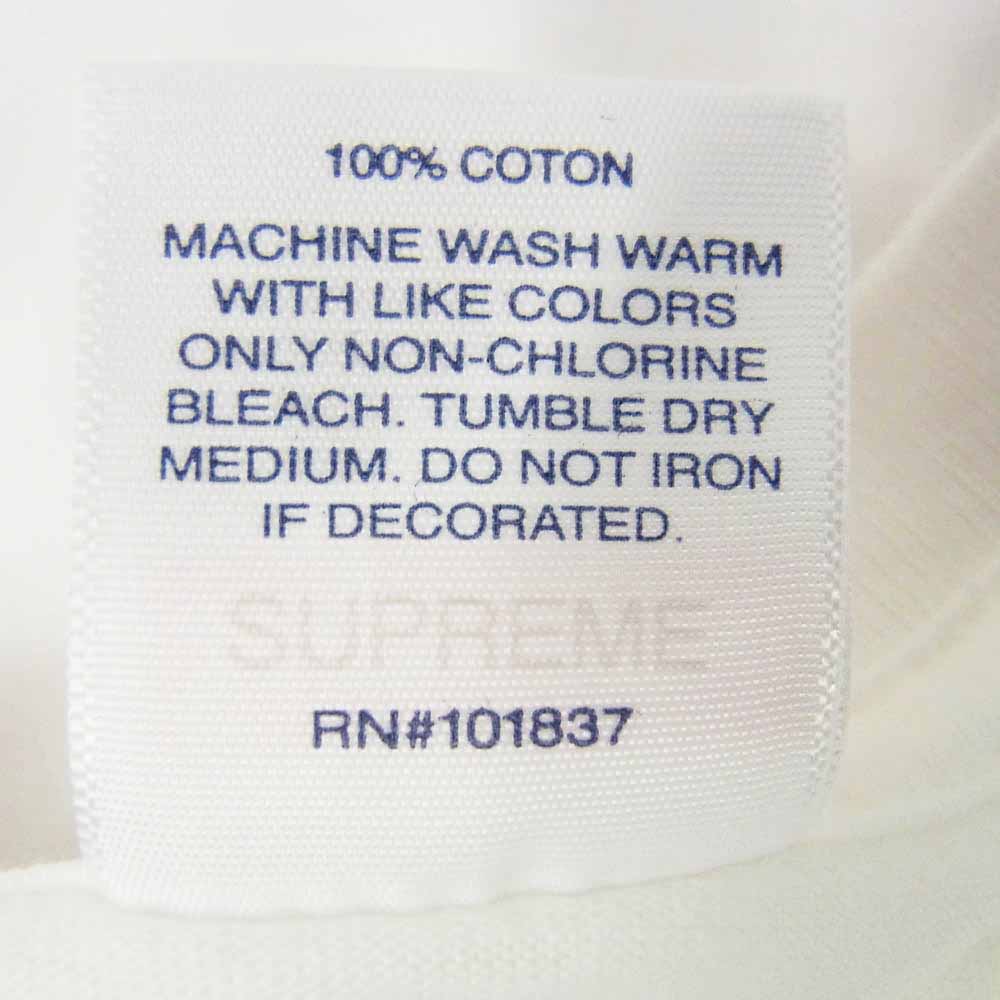 100% COTON
MACHINE WASH WARM
WITH LIKE COLORS
ONLY NON-CHLORINE
BLEACH. TUMBLE DRY
MEDIUM. DO NOT IRON
IF DECORATED.
SUPREME
RN#101837